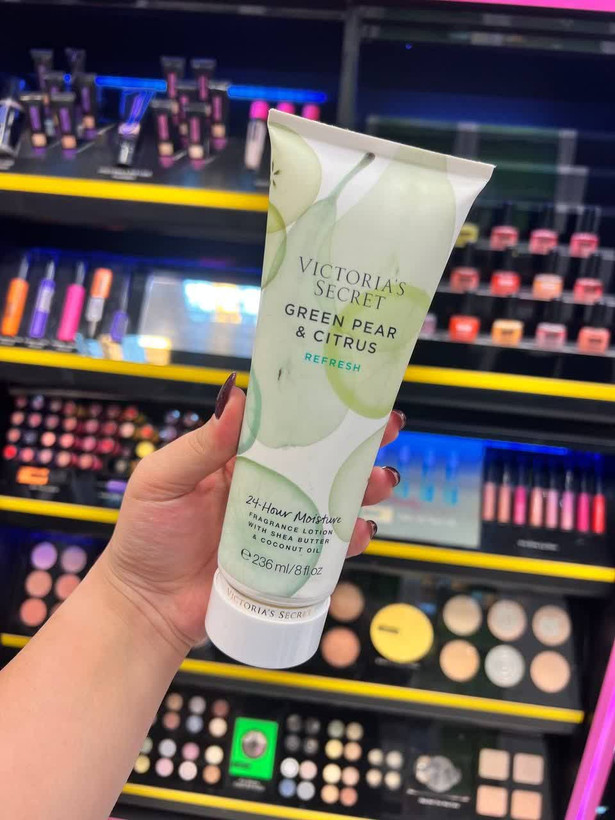 VICTORIA'S
SECRET
GREEN PEAR
& CITRUS
REFRESH
24-Hour Moisture
FRAGRANCE LOTION
WITH SHEA BUTTER
& COCONUT OIL
℮ 236 ml/8 fl oz
VICTORIA'S SECRET